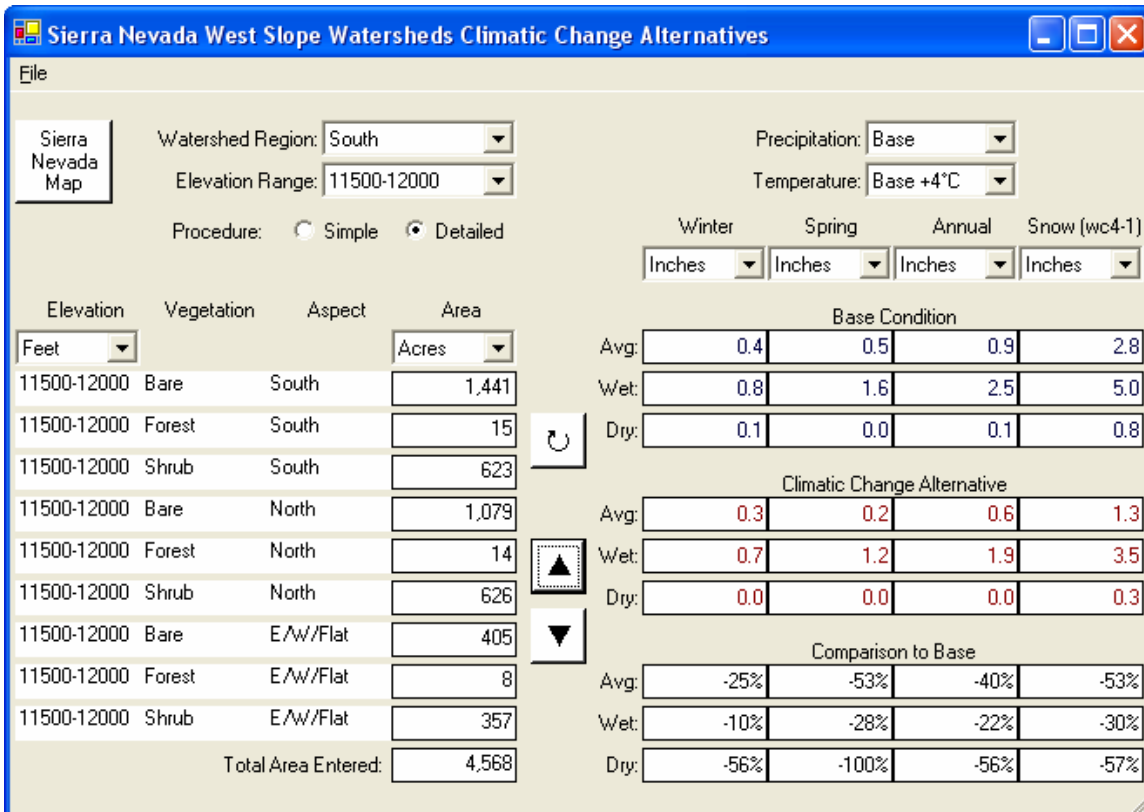 Sierra Nevada West Slope Watersheds Climatic Change Alternatives
File
Sierra
Nevada
Map
Watershed Region: South
Elevation Range: 11500-12000
Procedure: Simple Detailed
Precipitation: Base
Temperature: Base +4°C
Winter Spring Annual Snow (wc4-1)
Inches Inches Inches Inches
Elevation Vegetation Aspect Area
Feet Acres
11500-12000 Bare South 1,441
11500-12000 Forest South 15
11500-12000 Shrub South 623
11500-12000 Bare North 1,079
11500-12000 Forest North 14
11500-12000 Shrub North 626
11500-12000 Bare E/W/Flat 405
11500-12000 Forest E/W/Flat 8
11500-12000 Shrub E/W/Flat 357
Total Area Entered: 4,568
Base Condition
Avg: 0.4 0.5 0.9 2.8
Wet: 0.8 1.6 2.5 5.0
Dry: 0.1 0.0 0.1 0.8
Climatic Change Alternative
Avg: 0.3 0.2 0.6 1.3
Wet: 0.7 1.2 1.9 3.5
Dry: 0.0 0.0 0.0 0.3
Comparison to Base
Avg: -25% -53% -40% -53%
Wet: -10% -28% -22% -30%
Dry: -56% -100% -56% -57%